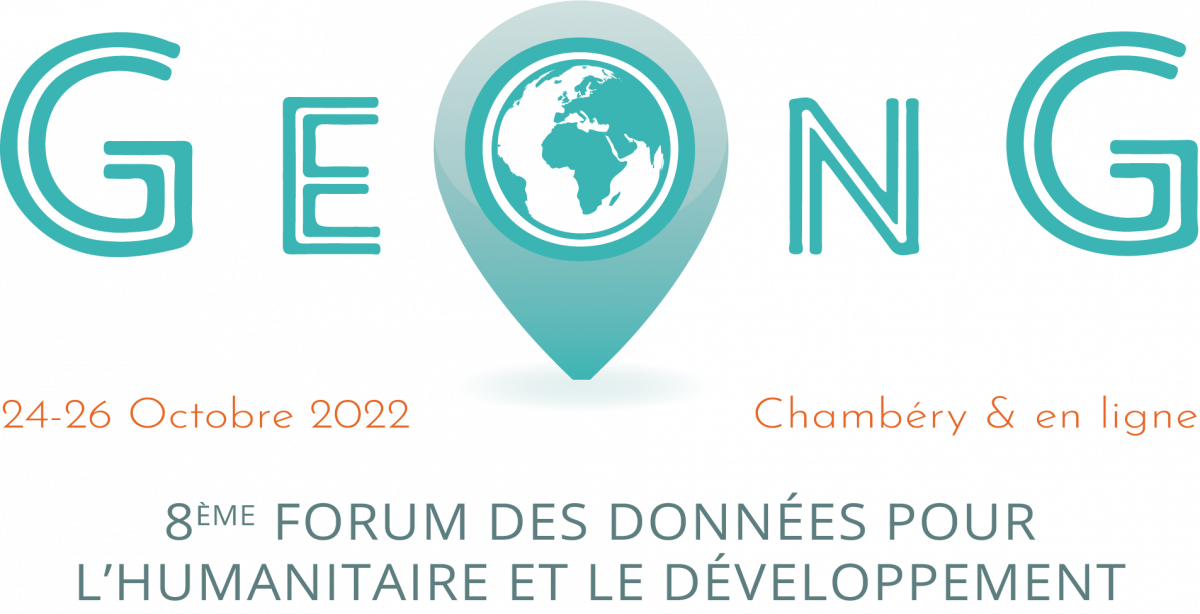 GEONG
24-26 Octobre 2022
Chambéry & en ligne
8ÈME FORUM DES DONNÉES POUR
L'HUMANITAIRE ET LE DÉVELOPPEMENT